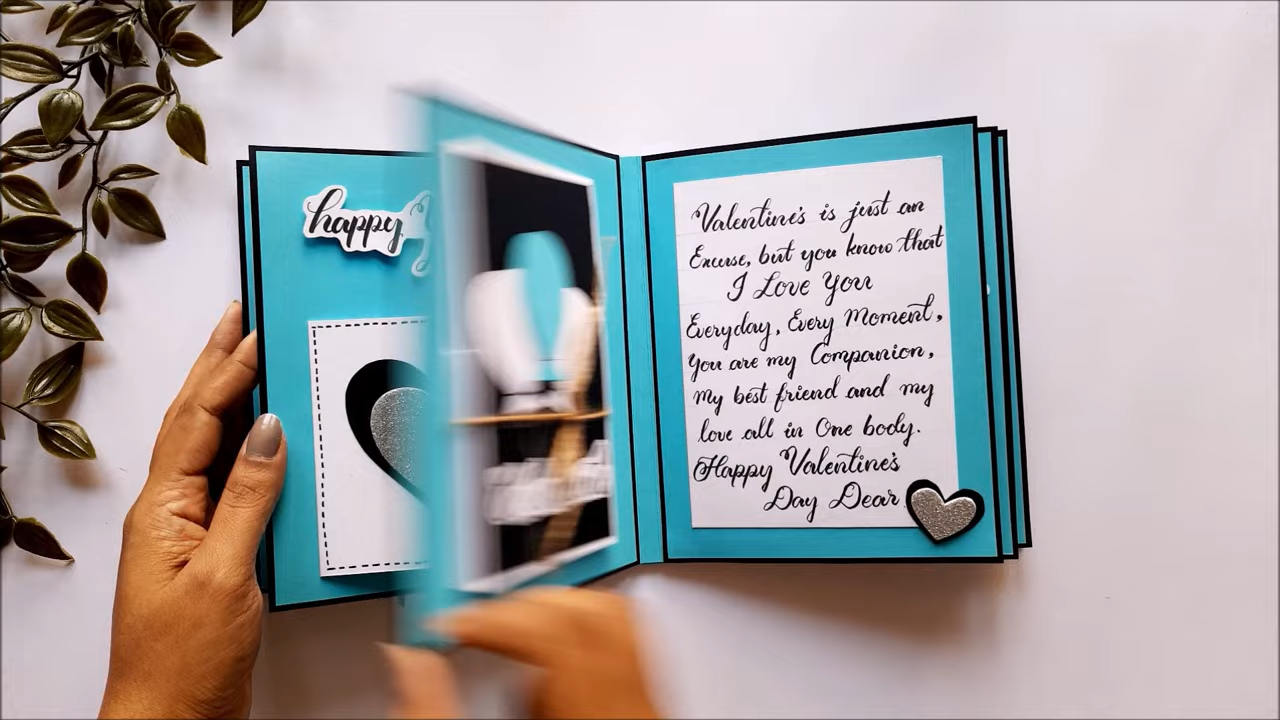 happy
Valentine's is just an
Excuse, but you know that
I Love You
Everyday, Every Moment,
You are my Companion,
my best friend and my
love all in One body.
Happy Valentine's
Day Dear